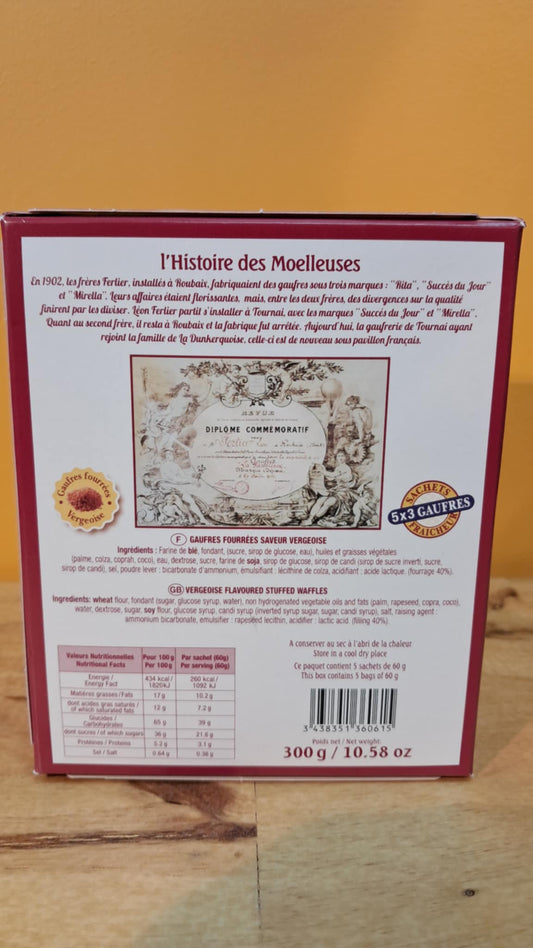 l'Histoire des Moelleuses
En 1902, les frères Ferlier, installés à Roubaix, fabriquaient des gaufres sous trois marques : "Rita", "Succés du Jour"
et "Mirella". Leurs affaires étaient florissantes, mais, entre les deux frères, des divergences sur la qualité
finirent par les diviser. Léon Ferlier partit s'installer à Tournai, avec les marques "Succès du Jour" et "Mirella".
Quant au second frère, il resta à Roubaix et la fabrique fut arrêtée. Aujourd'hui, la gaufrerie de Tournai ayant
rejoint la famille de La Dunkerquoise, celle-ci est de nouveau sous pavillon français.
REVUE
DIPLÔME COMMEMORATIF
Gaufres fourrées
Vergeoise
SACHETS
5x3 GAUFRES
FRAICHEUR
F GAUFRES FOURRÉES SAVEUR VERGEOISE
Ingrédients : Farine de blé, fondant, (sucre, sirop de glucose, eau), huiles et graisses végétales
(palme, colza, coprah, coco), eau, dextrose, sucre, farine de soja, sirop de glucose, sirop de candi (sirop de sucre inverti, sucre,
sirop de candi), sel, poudre lever : bicarbonate d'ammonium, émulsifiant : lécithine de colza, acidifiant : acide lactique. (fourrage 40%).
GB VERGEOISE FLAVOURED STUFFED WAFFLES
Ingredients: wheat flour, fondant (sugar, glucose syrup, water), non hydrogenated vegetable oils and fats (palm, rapeseed, copra, coco),
water, dextrose, sugar, soy flour, glucose syrup, candi syrup (inverted syrup sugar, sugar, candi syrup), salt, raising agent :
ammonium bicarbonate, emulsifier : rapeseed lecithin, acidifier : lactic acid (filling 40%).
Valeurs Nutritionnelles Pour 100 g Par sachet (60g)
Nutritional Facts Per 100 g Per serving (60g)
Energie / 434 kcal / 260 kcal /
Energy Fact 1820kJ 1092 kJ
Matières grasses / Fats 17 g 10.2 g
dont acides gras saturés / 12 g 7.2 g
of which saturated fats
Glucides / 65 g 39 g
Carbohydrates
dont sucres / of which sugars 36 g 21.6 g
Protéines / Proteins 5.2 g 3.1 g
Sel / Salt 0.64 g 0.38 g
A conserver au sec à l'abri de la chaleur
Store in a cool dry place
Ce paquet contient 5 sachets de 60 g
This box contains 5 bags of 60 g
3 438351 360615
Poids net / Net weight:
300 g / 10.58 oz